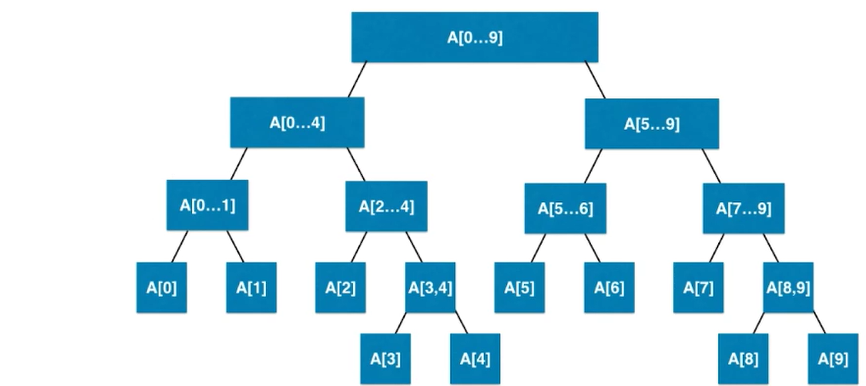 A[0...9]
A[0...4]
A[5...9]
A[0...1]
A[2...4]
A[5...6]
A[7...9]
A[0]
A[1]
A[2]
A[3,4]
A[5]
A[6]
A[7]
A[8,9]
A[3]
A[4]
A[8]
A[9]